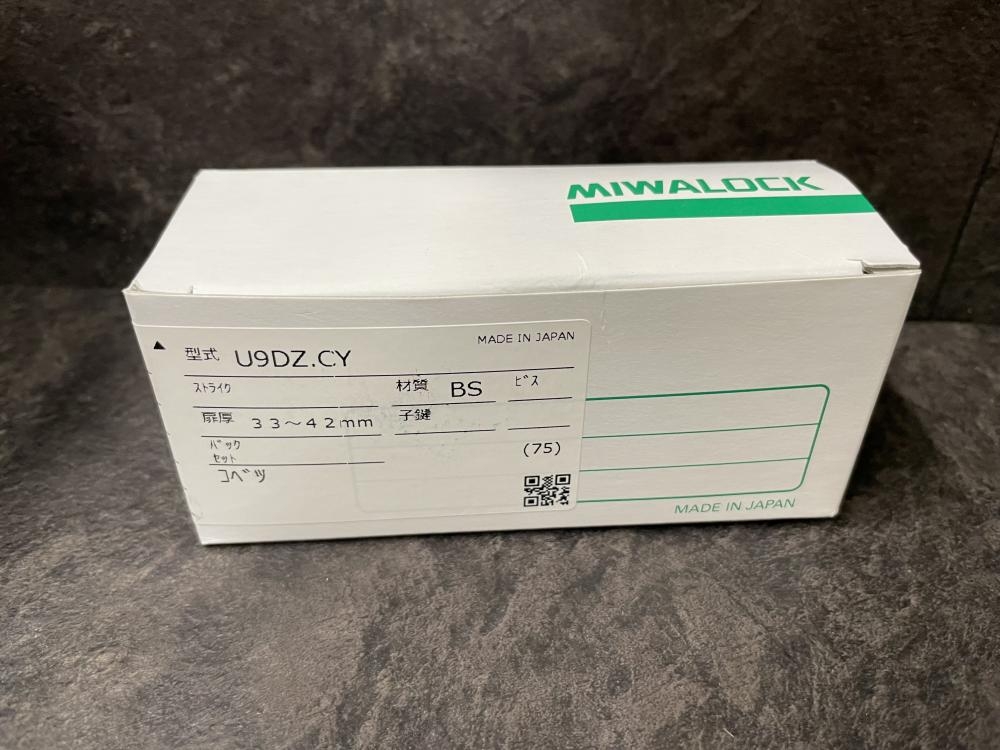 MIWALOCK
MADE IN JAPAN
型式 U9DZ.CY
ストライク 材質 BS ビス
扉厚 33～42mm 子鍵
バックセット (75)
コベツ
MADE IN JAPAN